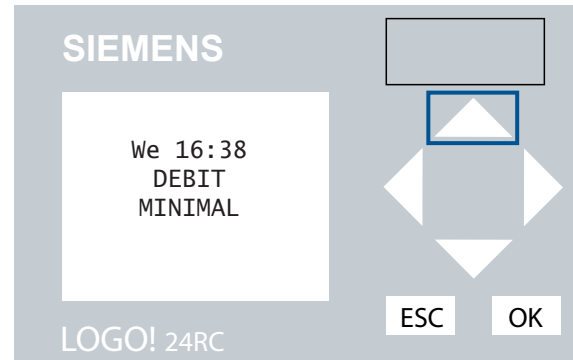 SIEMENS
We 16:38
DEBIT
MINIMAL
ESC OK
LOGO! 24RC